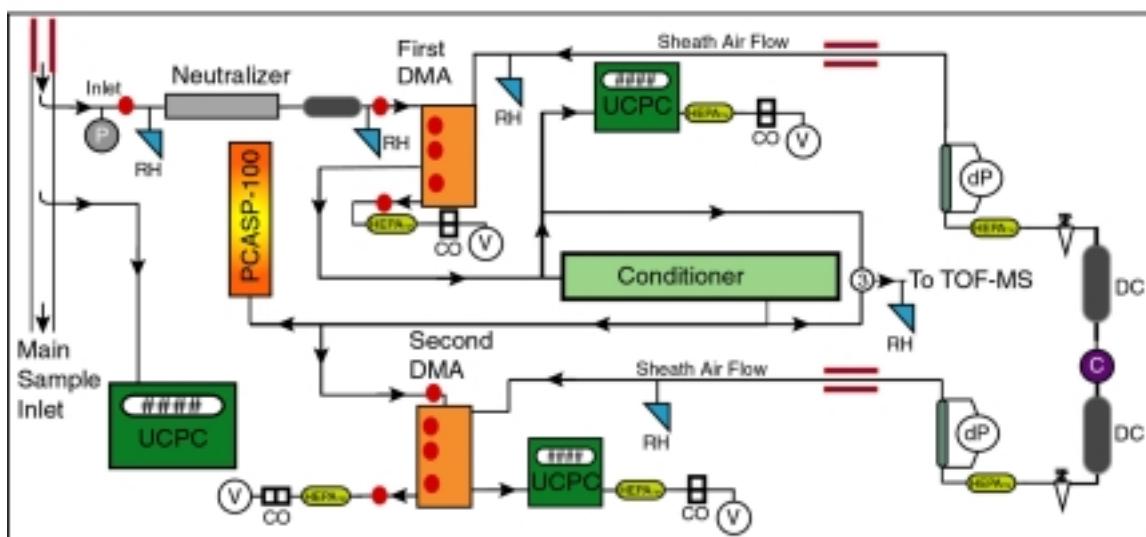 Sheath Air Flow
First
DMA
Neutralizer
Inlet
P
RH
RH
RH
####
UCPC
HEPA
CO
V
dP
HEPA
PCASP-100
HEPA
CO
V
Conditioner
3
To TOF-MS
RH
DC
C
DC
Main
Sample
Inlet
####
UCPC
Second
DMA
Sheath Air Flow
RH
dP
HEPA
####
UCPC
HEPA
CO
V
V
CO
HEPA